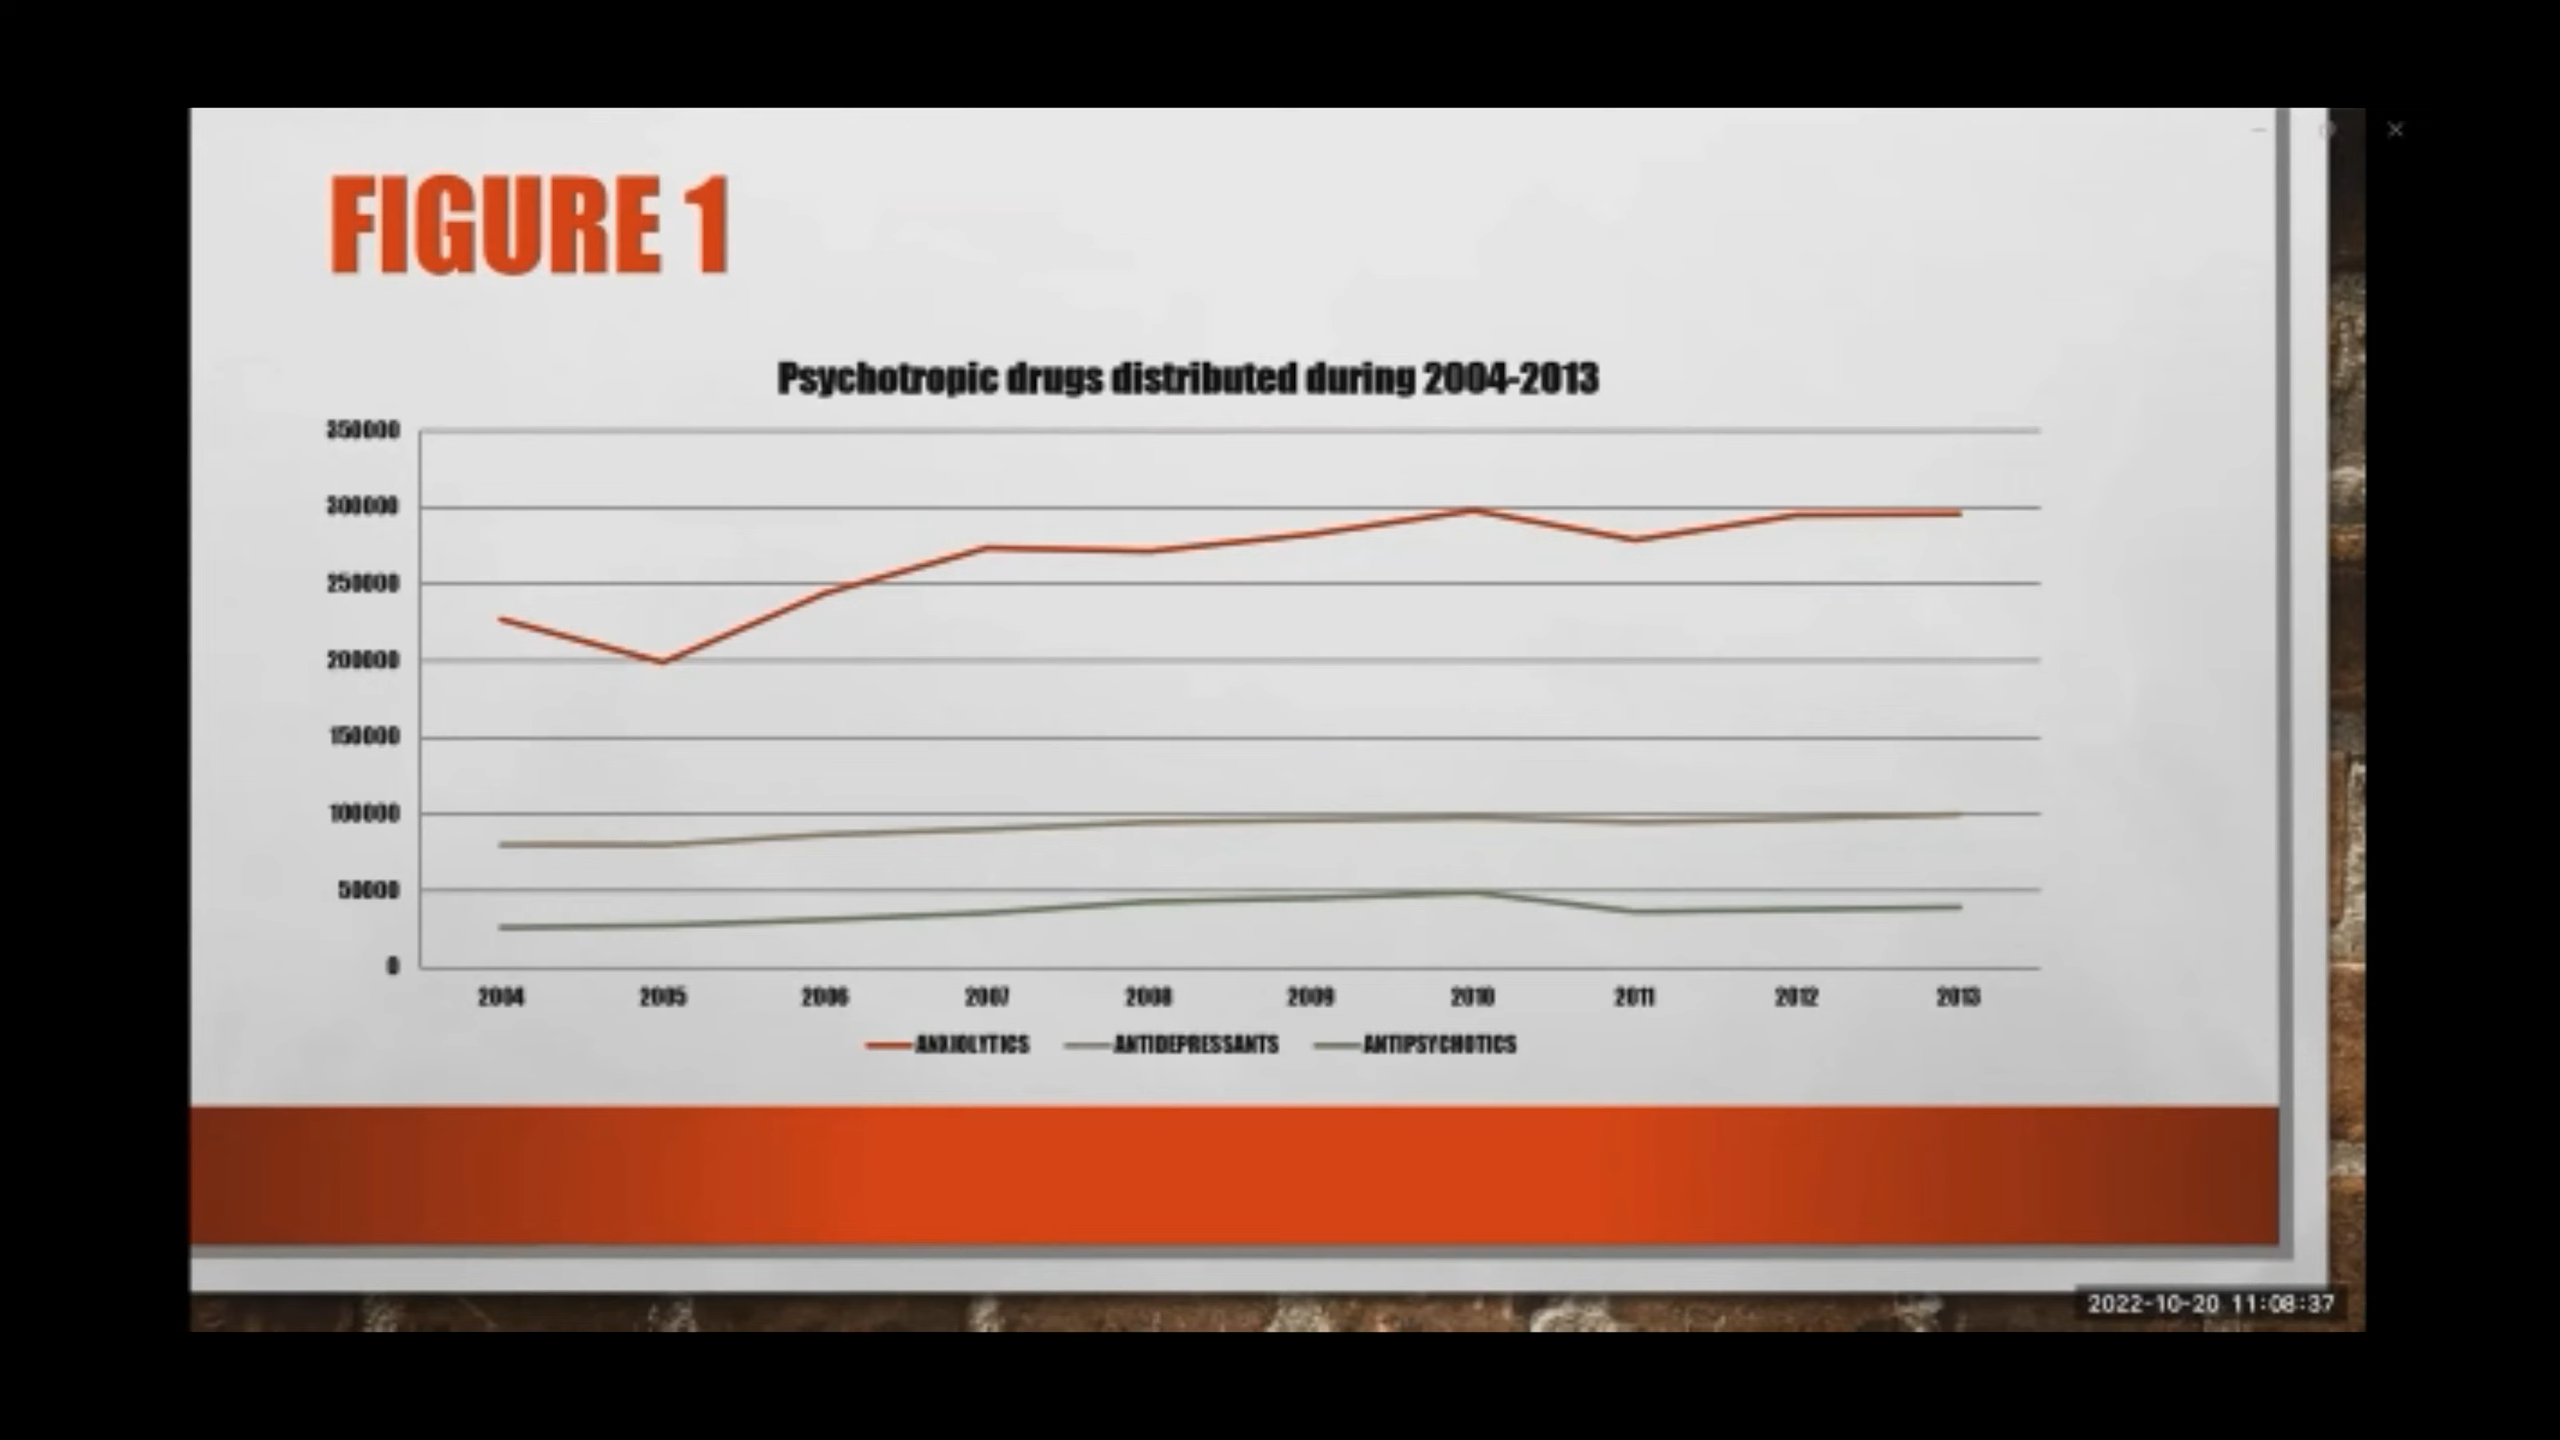 FIGURE 1
Psychotropic drugs distributed during 2004-2013
350000
300000
250000
200000
150000
100000
50000
0
2004 2005 2006 2007 2008 2009 2010 2011 2012 2013
ANXIOLYTICS ANTIDEPRESSANTS ANTIPSYCHOTICS
2022-10-20 11:08:37